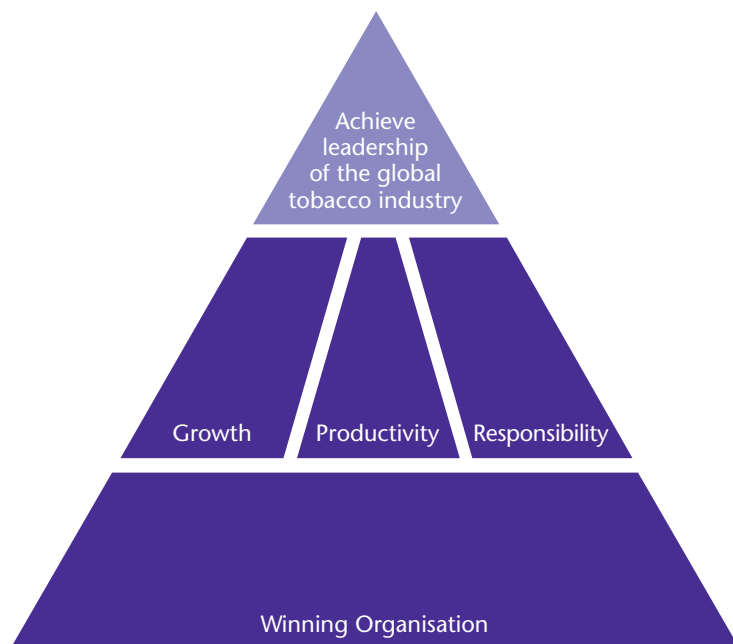 Achieve
leadership
of the global
tobacco industry
Growth
Productivity
Responsibility
Winning Organisation